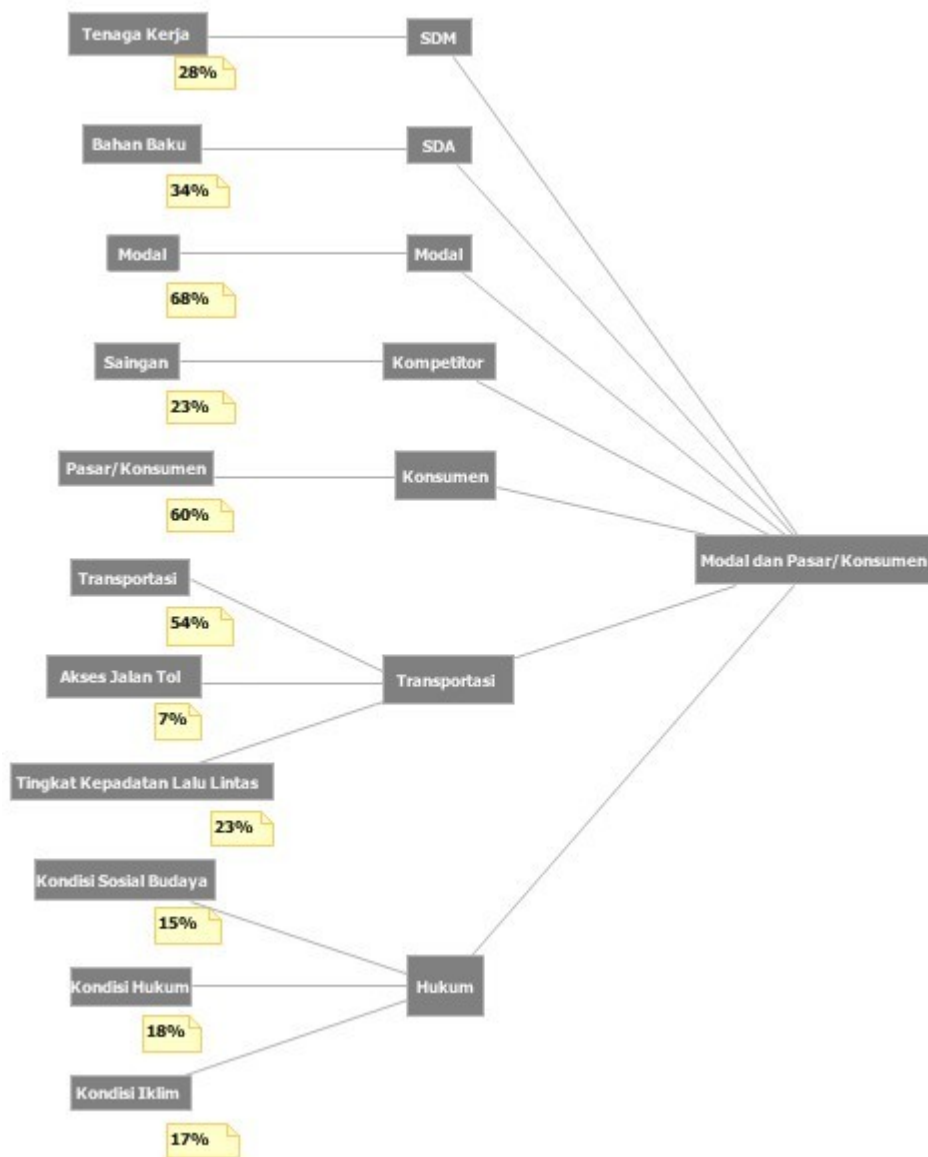 Tenaga Kerja
SDM
28%
Bahan Baku
SDA
34%
Modal
Modal
68%
Saingan
Kompetitor
23%
Pasar/Konsumen
Konsumen
60%
Modal dan Pasar/Konsumen
Transportasi
54%
Akses Jalan Tol
Transportasi
7%
Tingkat Kepadatan Lalu Lintas
23%
Kondisi Sosial Budaya
15%
Kondisi Hukum
Hukum
18%
Kondisi Iklim
17%